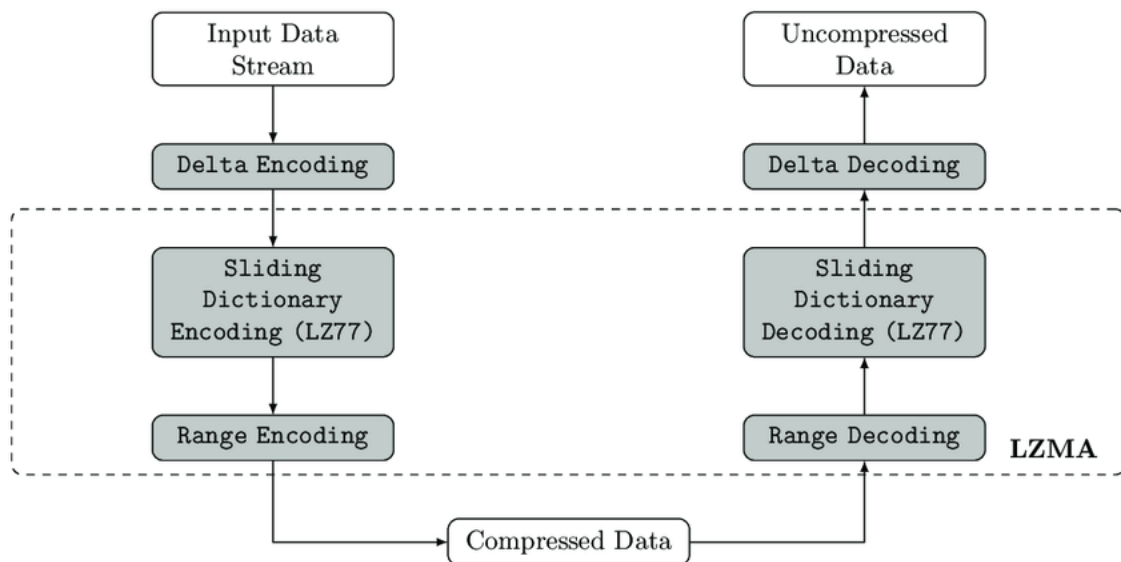 Input Data
Stream
Delta Encoding
Sliding
Dictionary
Encoding (LZ77)
Range Encoding
Compressed Data
Uncompressed
Data
Delta Decoding
Sliding
Dictionary
Decoding (LZ77)
Range Decoding
LZMA